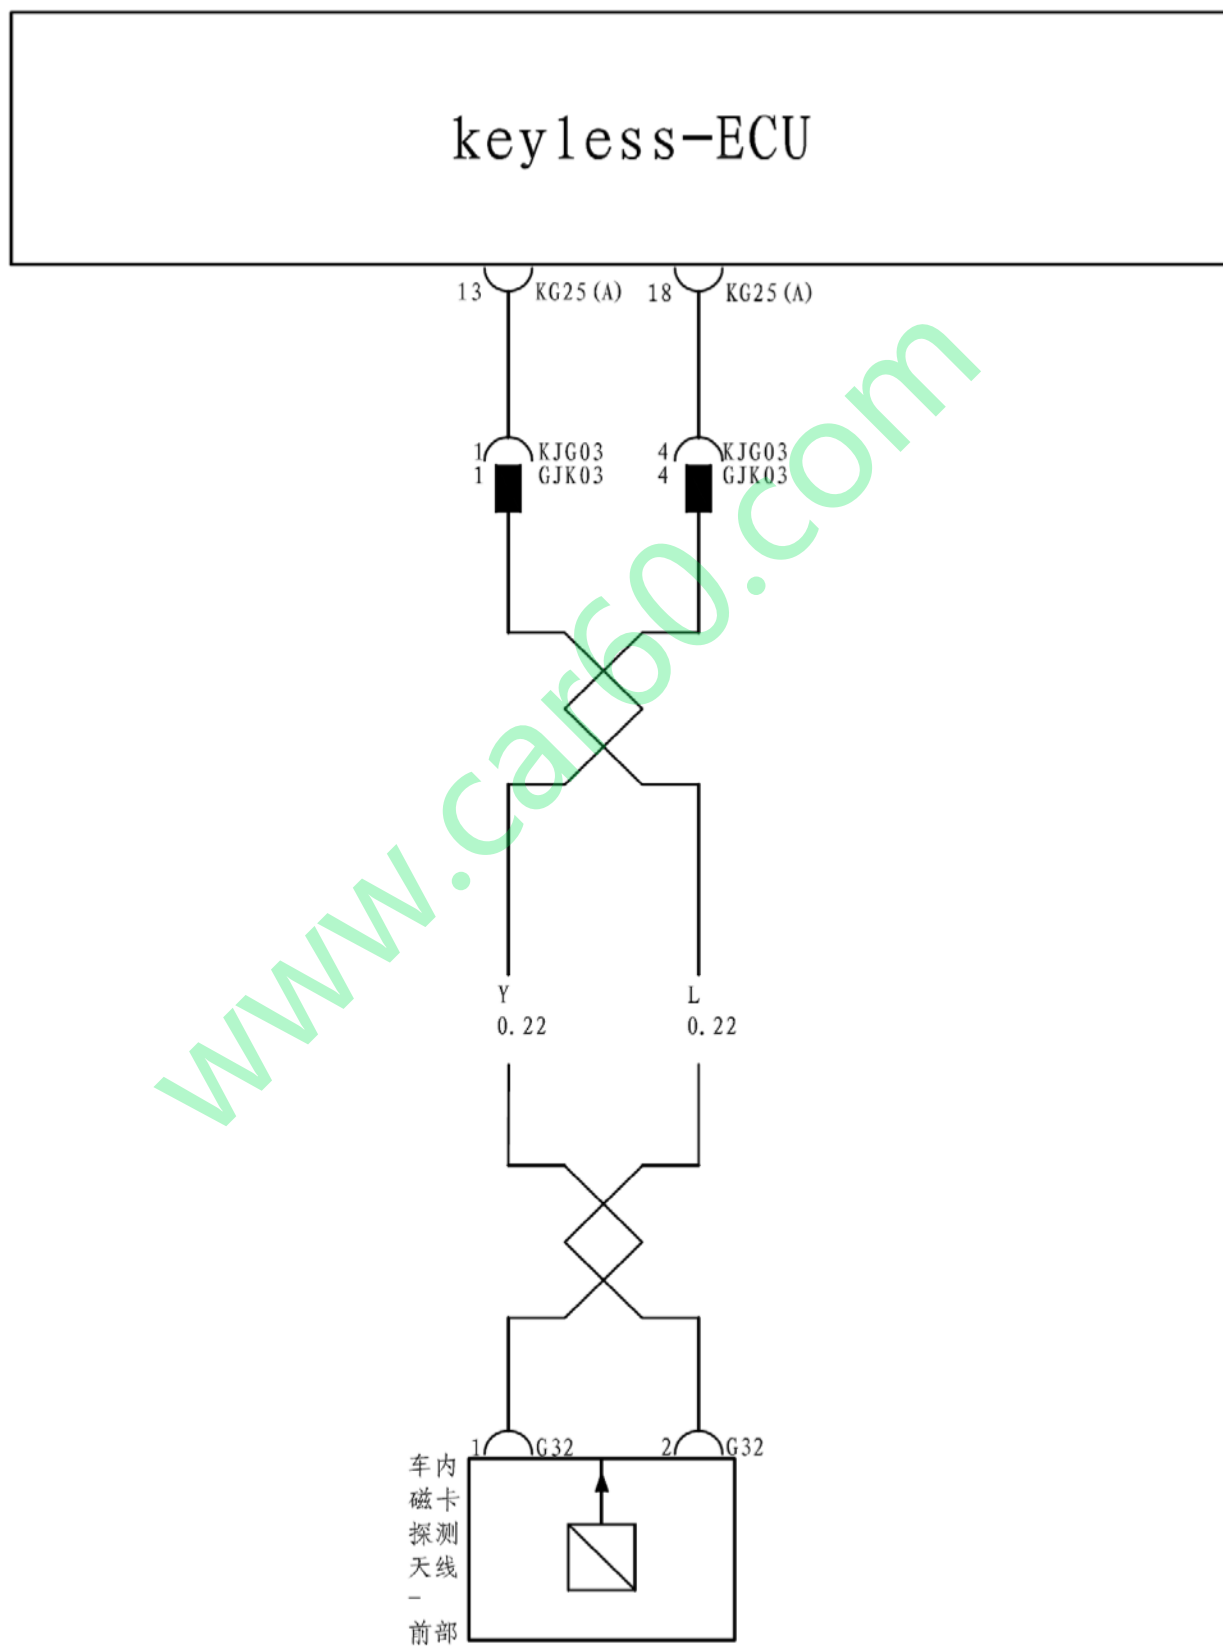 keyless-ECU
13 KG25(A) 18 KG25(A)
1 KJG03 4 KJG03
1 GJK03 4 GJK03
www.car60.com
Y L
0.22 0.22
1 G32 2 G32
车内
磁卡
探测
天线
-
前部